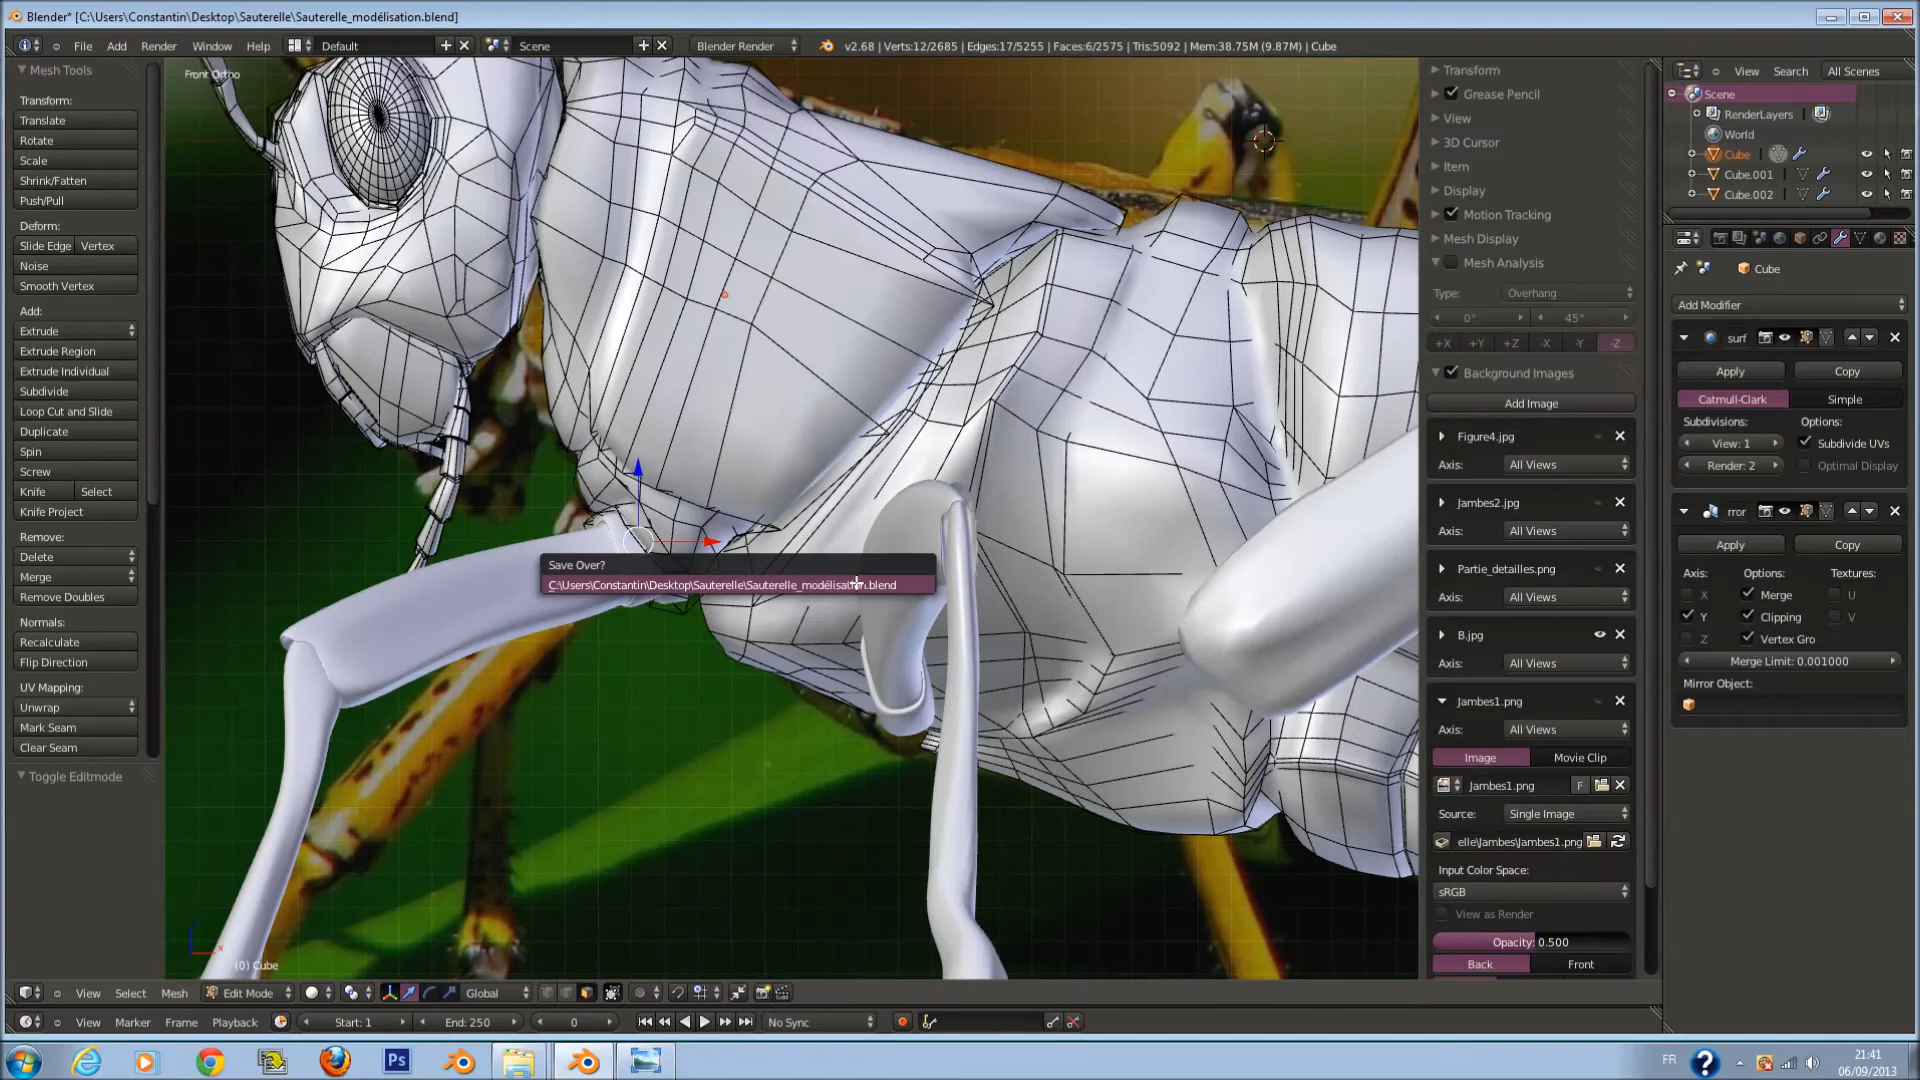 Blender* [C:\Users\Constantin\Desktop\Sauterelle\Sauterelle_modélisation.blend]
File Add Render Window Help Default Scene Blender Render v2.68 | Verts:12/2685 | Edges:17/5255 | Faces:6/2575 | Tris:5092 | Mem:38.75M (9.87M) | Cube
Mesh Tools
Transform:
Translate
Rotate
Scale
Shrink/Fatten
Push/Pull
Deform:
Slide Edge Vertex
Noise
Smooth Vertex
Add:
Extrude
Extrude Region
Extrude Individual
Subdivide
Loop Cut and Slide
Duplicate
Spin
Screw
Knife Select
Knife Project
Remove:
Delete
Merge
Remove Doubles
Normals:
Recalculate
Flip Direction
UV Mapping:
Unwrap
Mark Seam
Clear Seam
Toggle Editmode
Front Ortho
Save Over?
C:\Users\Constantin\Desktop\Sauterelle\Sauterelle_modélisation.blend
(0) Cube
Transform
Grease Pencil
View
3D Cursor
Item
Display
Motion Tracking
Mesh Display
Mesh Analysis
Type: Overhang
0° 45°
+X +Y +Z -X -Y -Z
Background Images
Add Image
Figure4.jpg
Axis: All Views
Jambes2.jpg
Axis: All Views
Partie_detailles.png
Axis: All Views
B.jpg
Axis: All Views
Jambes1.png
Axis: All Views
Image Movie Clip
Jambes1.png F
Source: Single Image
elle\Jambes\Jambes1.png
Input Color Space:
sRGB
View as Render
Opacity: 0.500
Back Front
View Search All Scenes
Scene
RenderLayers
World
Cube
Cube.001
Cube.002
Cube
Add Modifier
surf
Apply Copy
Catmull-Clark Simple
Subdivisions: Options:
View: 1 Subdivide UVs
Render: 2 Optimal Display
rror
Apply Copy
Axis: Options: Textures:
X Merge U
Y Clipping V
Z Vertex Gro
Merge Limit: 0.001000
Mirror Object:
View Select Mesh Edit Mode Global
View Marker Frame Playback Start: 1 End: 250 0 No Sync
Ps
FR
21:41
06/09/2013